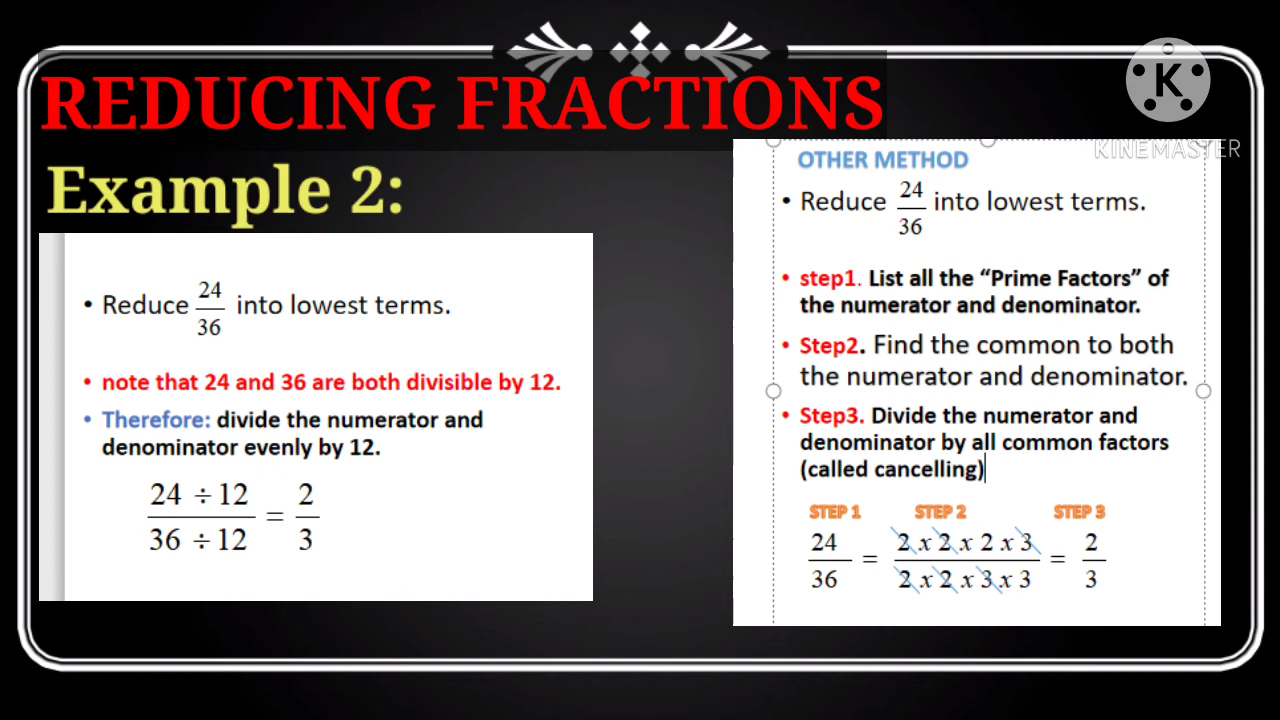 REDUCING FRACTIONS
K
KINEMASTER
Example 2:
• Reduce 24/36 into lowest terms.
• note that 24 and 36 are both divisible by 12.
• Therefore: divide the numerator and
denominator evenly by 12.
24 ÷ 12 / 36 ÷ 12 = 2/3
OTHER METHOD
• Reduce 24/36 into lowest terms.
• step1. List all the “Prime Factors” of
the numerator and denominator.
• Step2. Find the common to both
the numerator and denominator.
• Step3. Divide the numerator and
denominator by all common factors
(called cancelling)
STEP 1 STEP 2 STEP 3
24/36 = 2 x 2 x 2 x 3 / 2 x 2 x 3 x 3 = 2/3